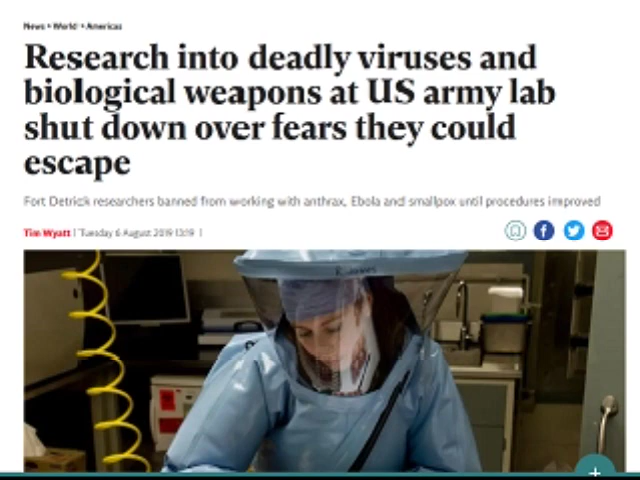 News > World > Americas
Research into deadly viruses and
biological weapons at US army lab
shut down over fears they could
escape
Fort Detrick researchers banned from working with anthrax, Ebola and smallpox until procedures improved
Tim Wyatt | Tuesday 6 August 2019 13:19 |